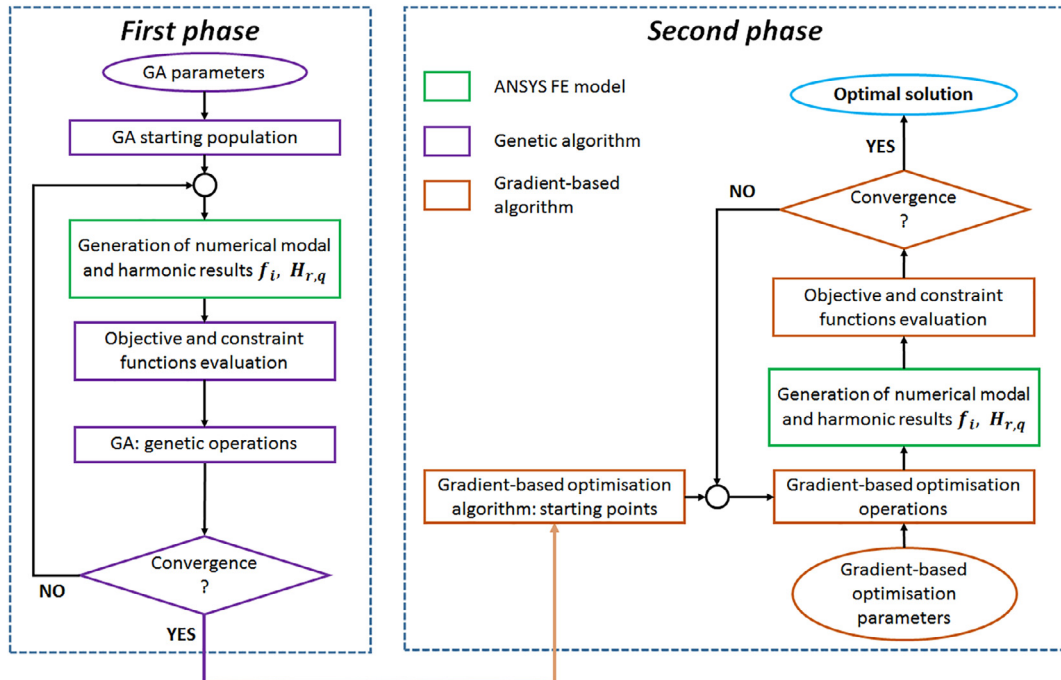 First phase
GA parameters
GA starting population
Generation of numerical modal
and harmonic results f_i, H_{r,q}
Objective and constraint
functions evaluation
GA: genetic operations
Convergence
?
NO
YES
Second phase
ANSYS FE model
Genetic algorithm
Gradient-based
algorithm
Optimal solution
YES
NO
Convergence
?
Objective and constraint
functions evaluation
Generation of numerical modal
and harmonic results f_i, H_{r,q}
Gradient-based optimisation
algorithm: starting points
Gradient-based optimisation
operations
Gradient-based
optimisation
parameters